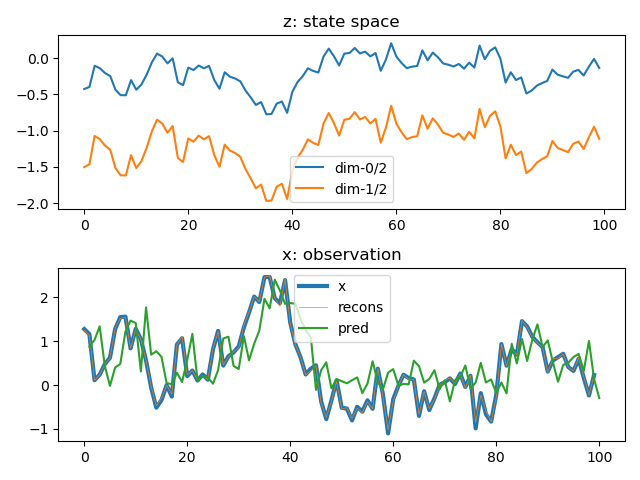 z: state space
0.0
−0.5
−1.0
−1.5
−2.0
dim-0/2
dim-1/2
0 20 40 60 80 100
x: observation
2
1
0
−1
x
recons
pred
0 20 40 60 80 100